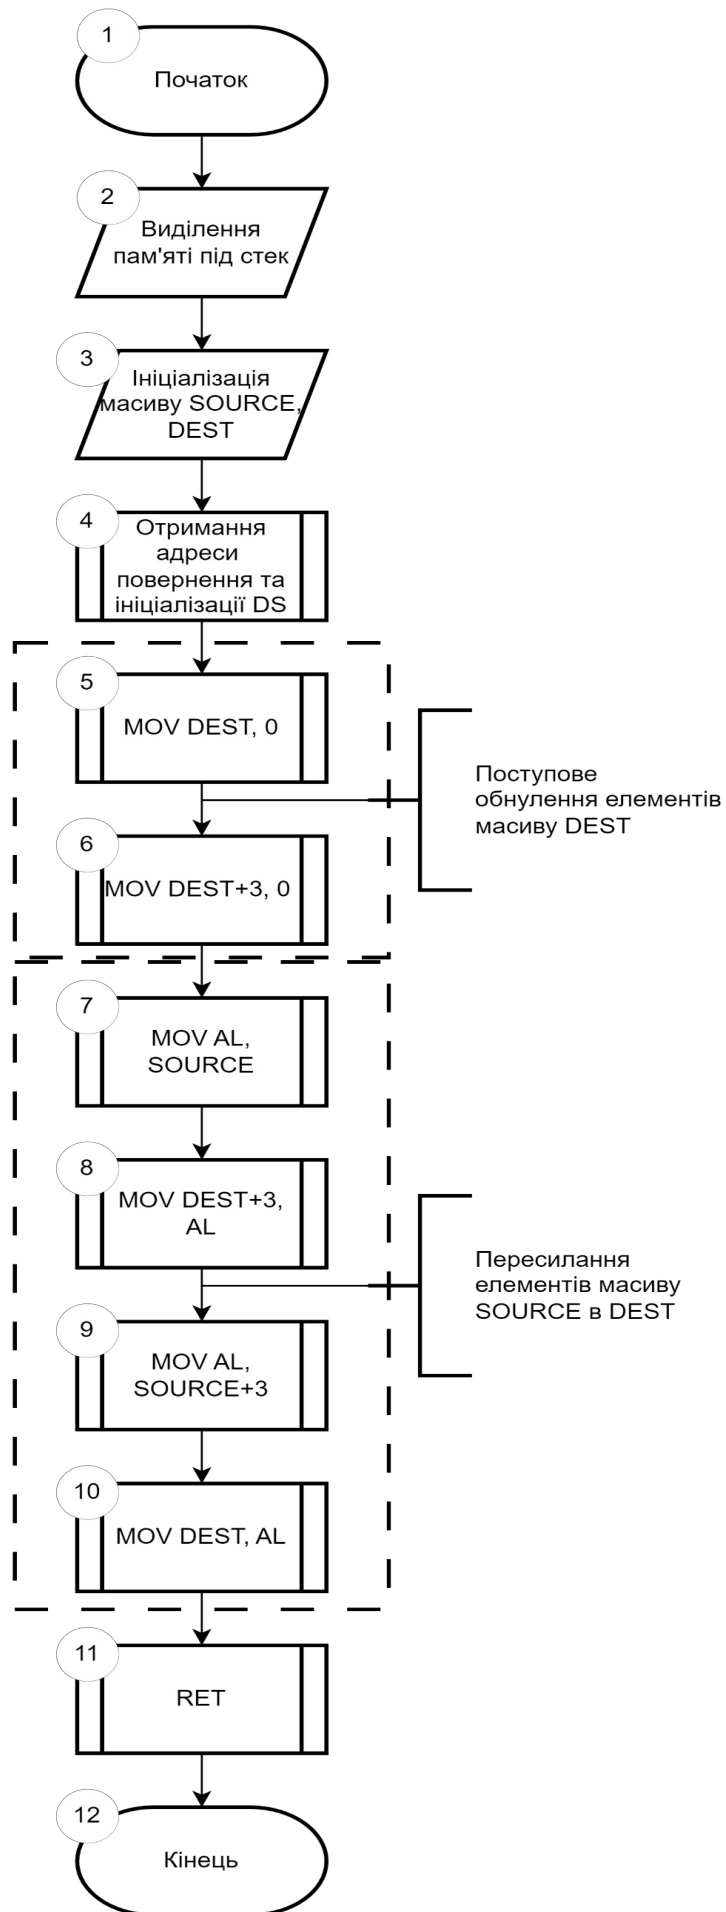 1
Початок
2
Виділення
пам'яті під стек
3
Ініціалізація
масиву SOURCE,
DEST
4
Отримання
адреси
повернення та
ініціалізації DS
5
MOV DEST, 0
Поступове
обнулення елементів
масиву DEST
6
MOV DEST+3, 0
7
MOV AL,
SOURCE
8
MOV DEST+3,
AL
Пересилання
елементів масиву
SOURCE в DEST
9
MOV AL,
SOURCE+3
10
MOV DEST, AL
11
RET
12
Кінець